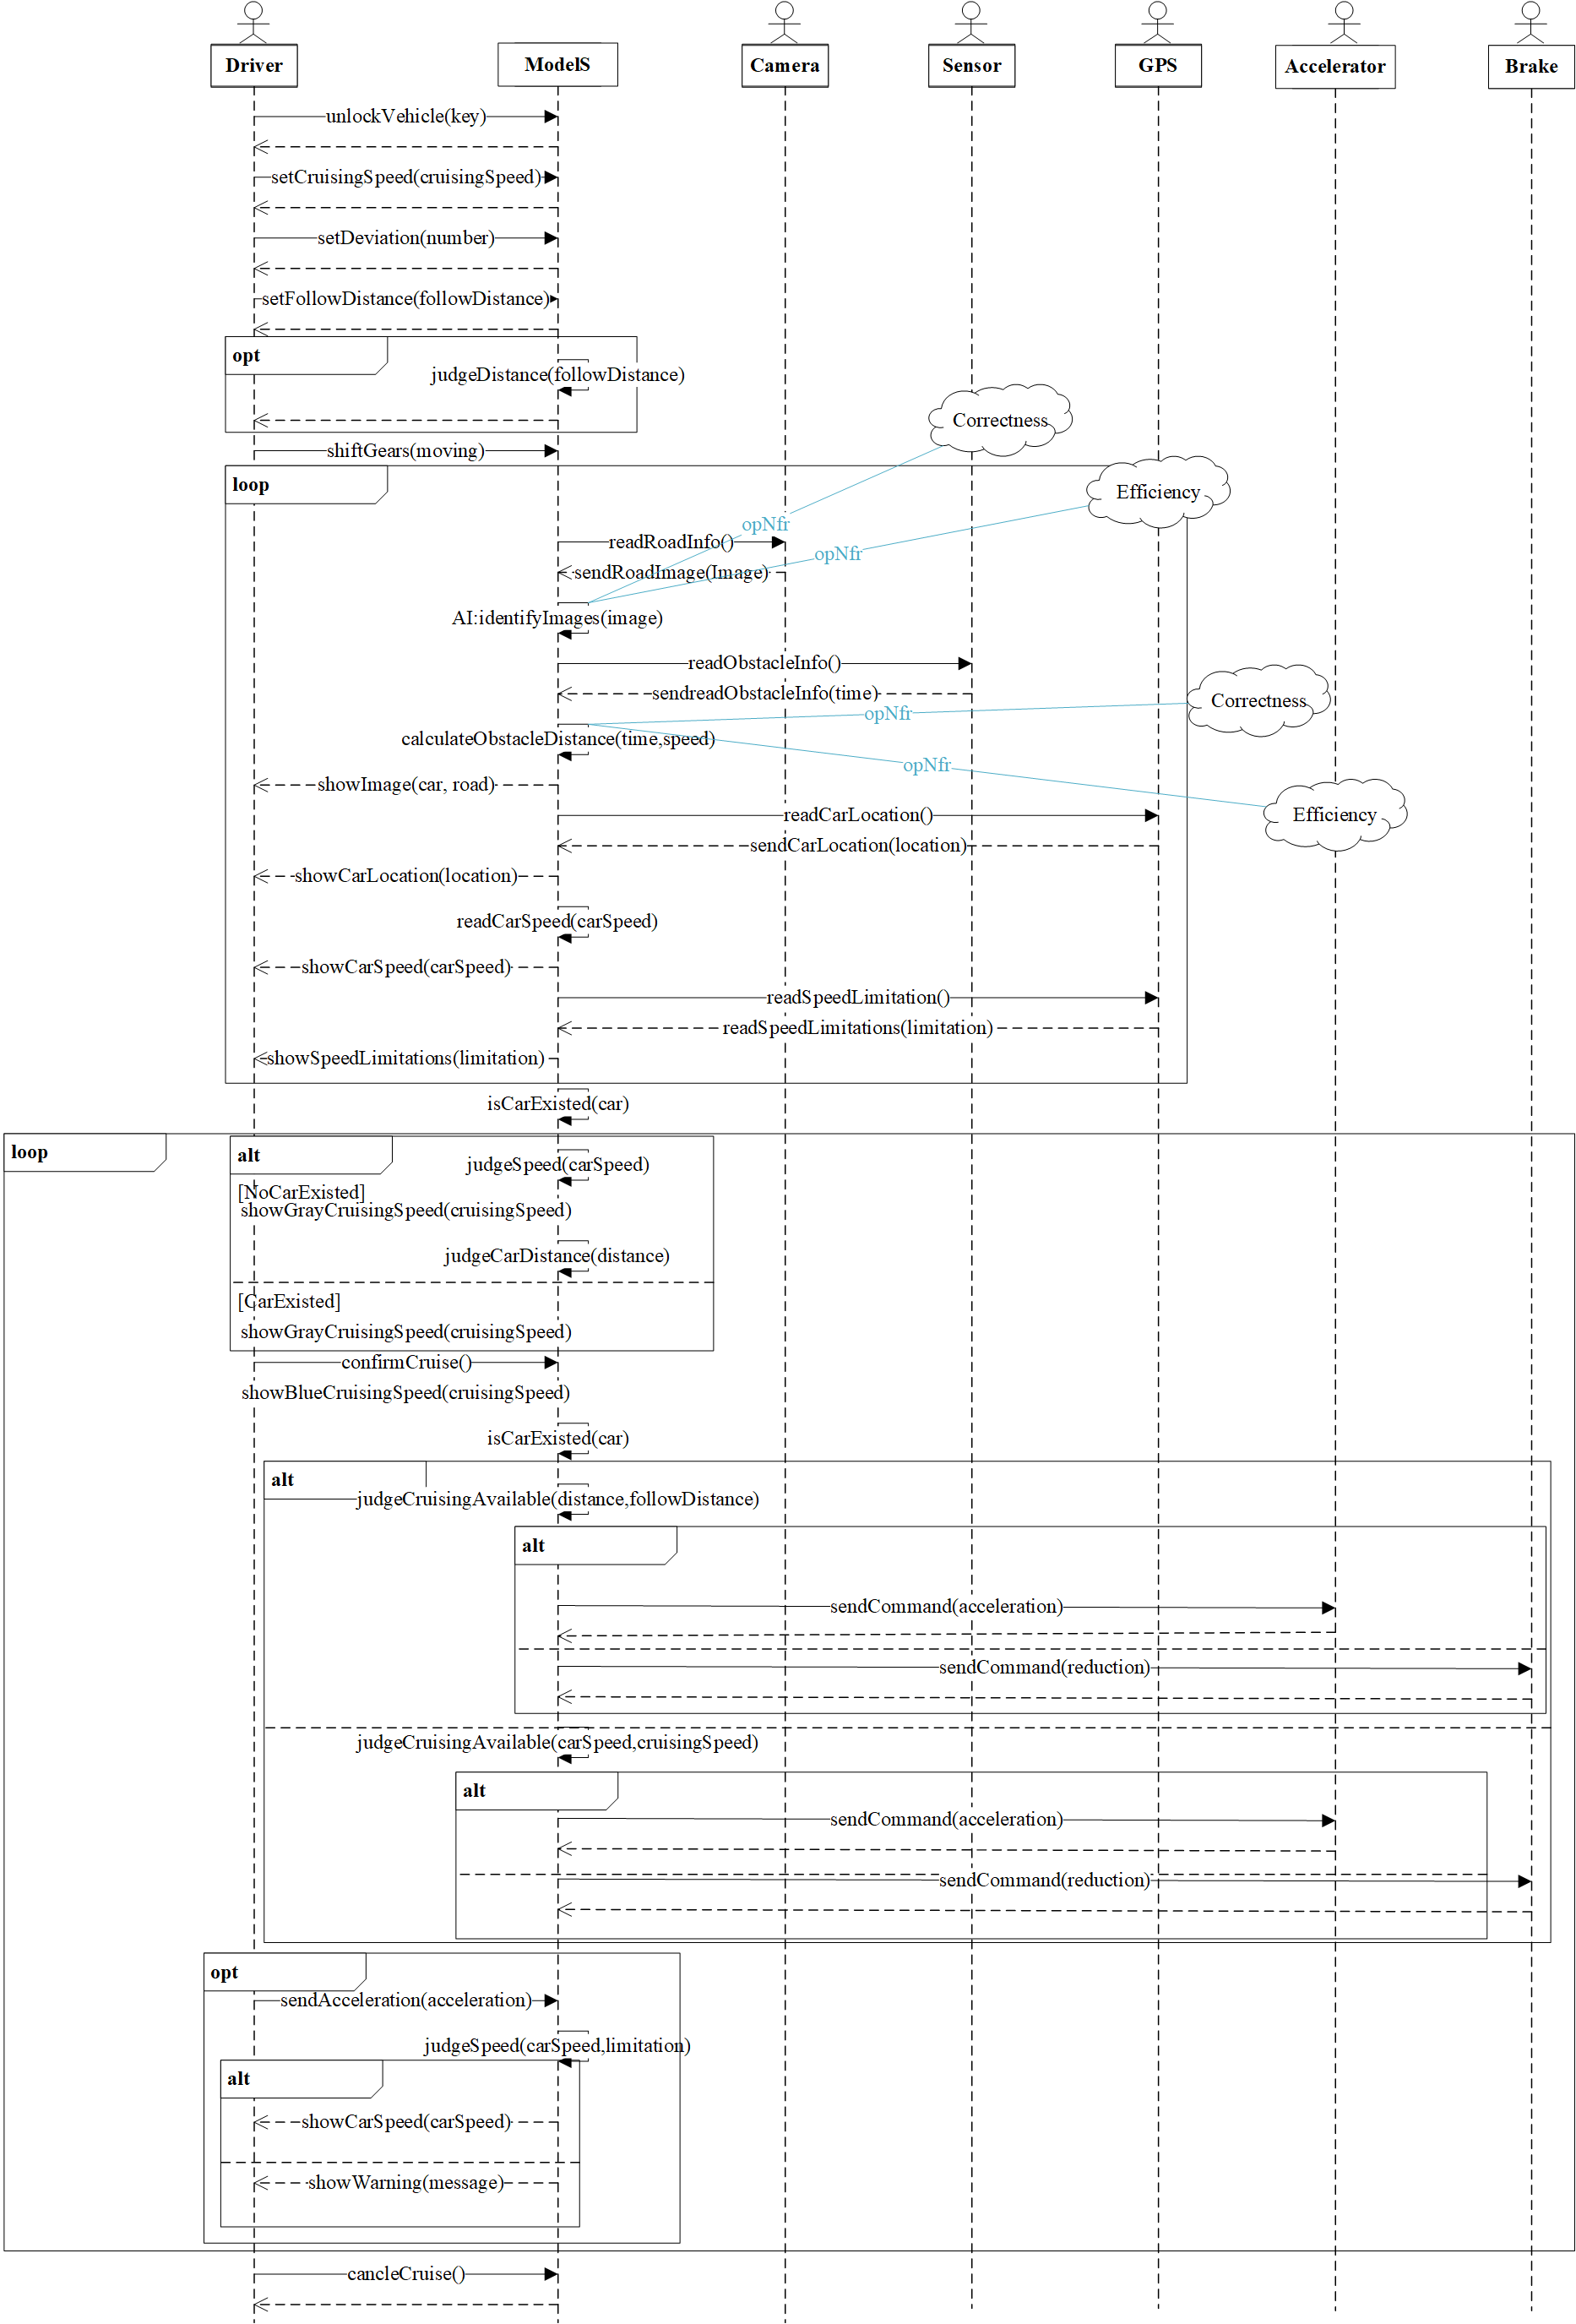 Driver
ModelS
Camera
Sensor
GPS
Accelerator
Brake
unlockVehicle(key)
setCruisingSpeed(cruisingSpeed)
setDeviation(number)
setFollowDistance(followDistance)
opt
judgeDistance(followDistance)
Correctness
shiftGears(moving)
loop
Efficiency
opNfr
readRoadInfo()
opNfr
sendRoadImage(Image)
AI:identifyImages(image)
readObstacleInfo()
sendreadObstacleInfo(time)
Correctness
opNfr
calculateObstacleDistance(time,speed)
opNfr
showImage(car, road)
readCarLocation()
Efficiency
sendCarLocation(location)
showCarLocation(location)
readCarSpeed(carSpeed)
showCarSpeed(carSpeed)
readSpeedLimitation()
readSpeedLimitations(limitation)
showSpeedLimitations(limitation)
isCarExisted(car)
loop
alt
judgeSpeed(carSpeed)
[NoCarExisted]
showGrayCruisingSpeed(cruisingSpeed)
judgeCarDistance(distance)
[CarExisted]
showGrayCruisingSpeed(cruisingSpeed)
confirmCruise()
showBlueCruisingSpeed(cruisingSpeed)
isCarExisted(car)
alt
judgeCruisingAvailable(distance,followDistance)
alt
sendCommand(acceleration)
sendCommand(reduction)
judgeCruisingAvailable(carSpeed,cruisingSpeed)
alt
sendCommand(acceleration)
sendCommand(reduction)
opt
sendAcceleration(acceleration)
judgeSpeed(carSpeed,limitation)
alt
showCarSpeed(carSpeed)
showWarning(message)
cancleCruise()